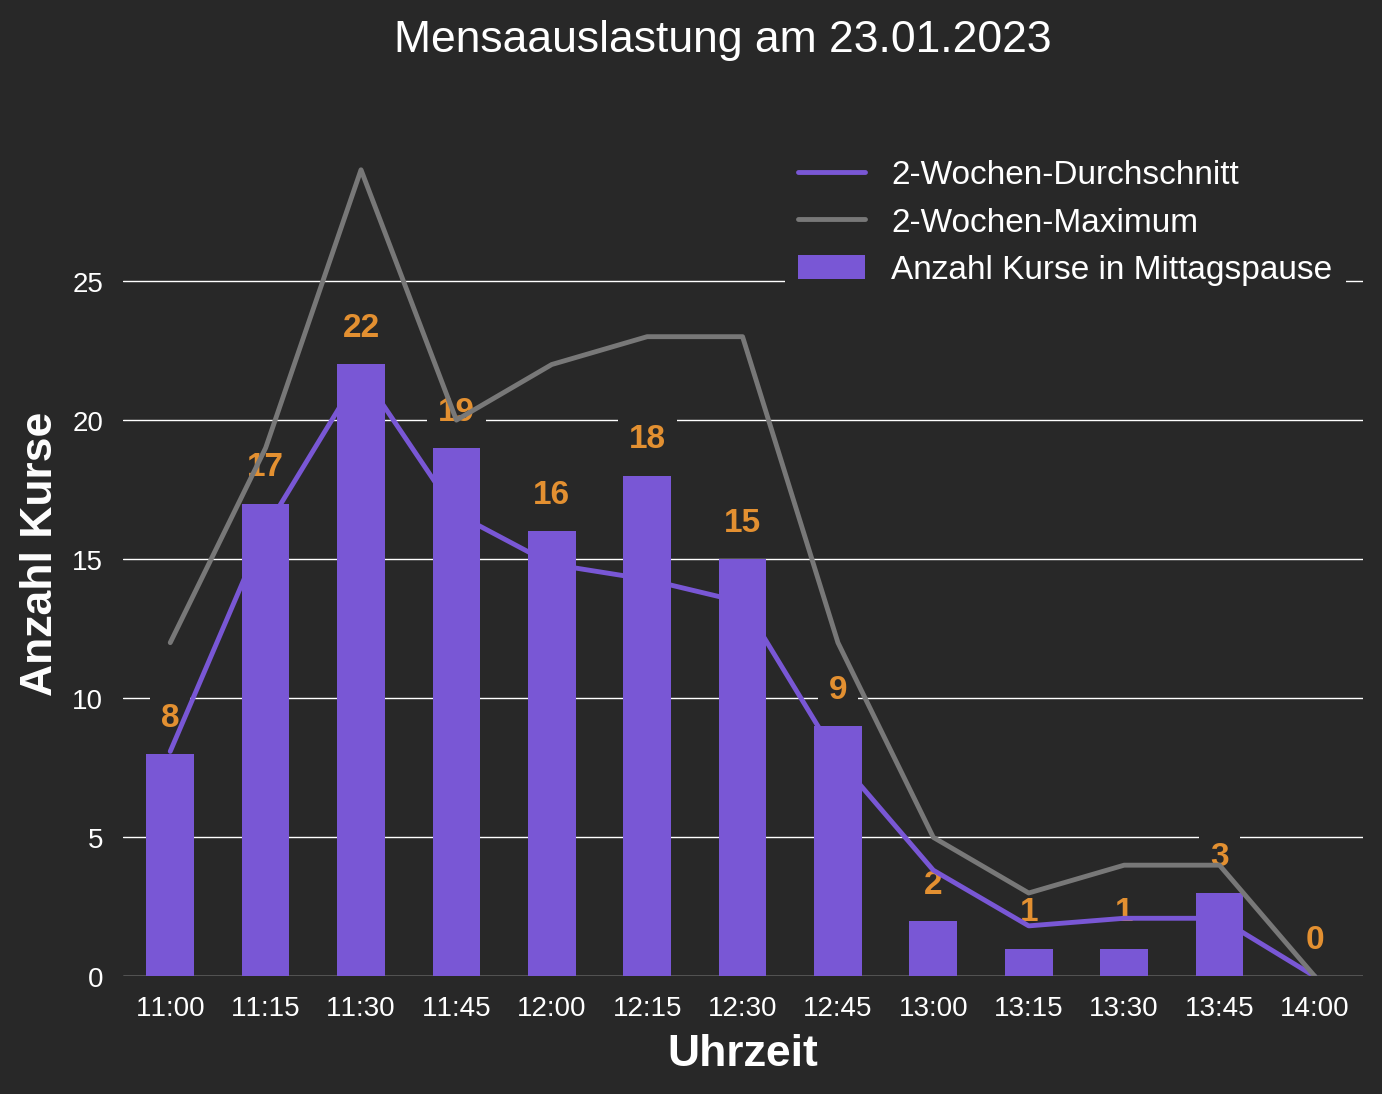 Mensaauslastung am 23.01.2023
2-Wochen-Durchschnitt
2-Wochen-Maximum
Anzahl Kurse in Mittagspause
Anzahl Kurse
25
20
15
10
5
0
8
17
22
19
16
18
15
9
2
1
1
3
0
11:00 11:15 11:30 11:45 12:00 12:15 12:30 12:45 13:00 13:15 13:30 13:45 14:00
Uhrzeit